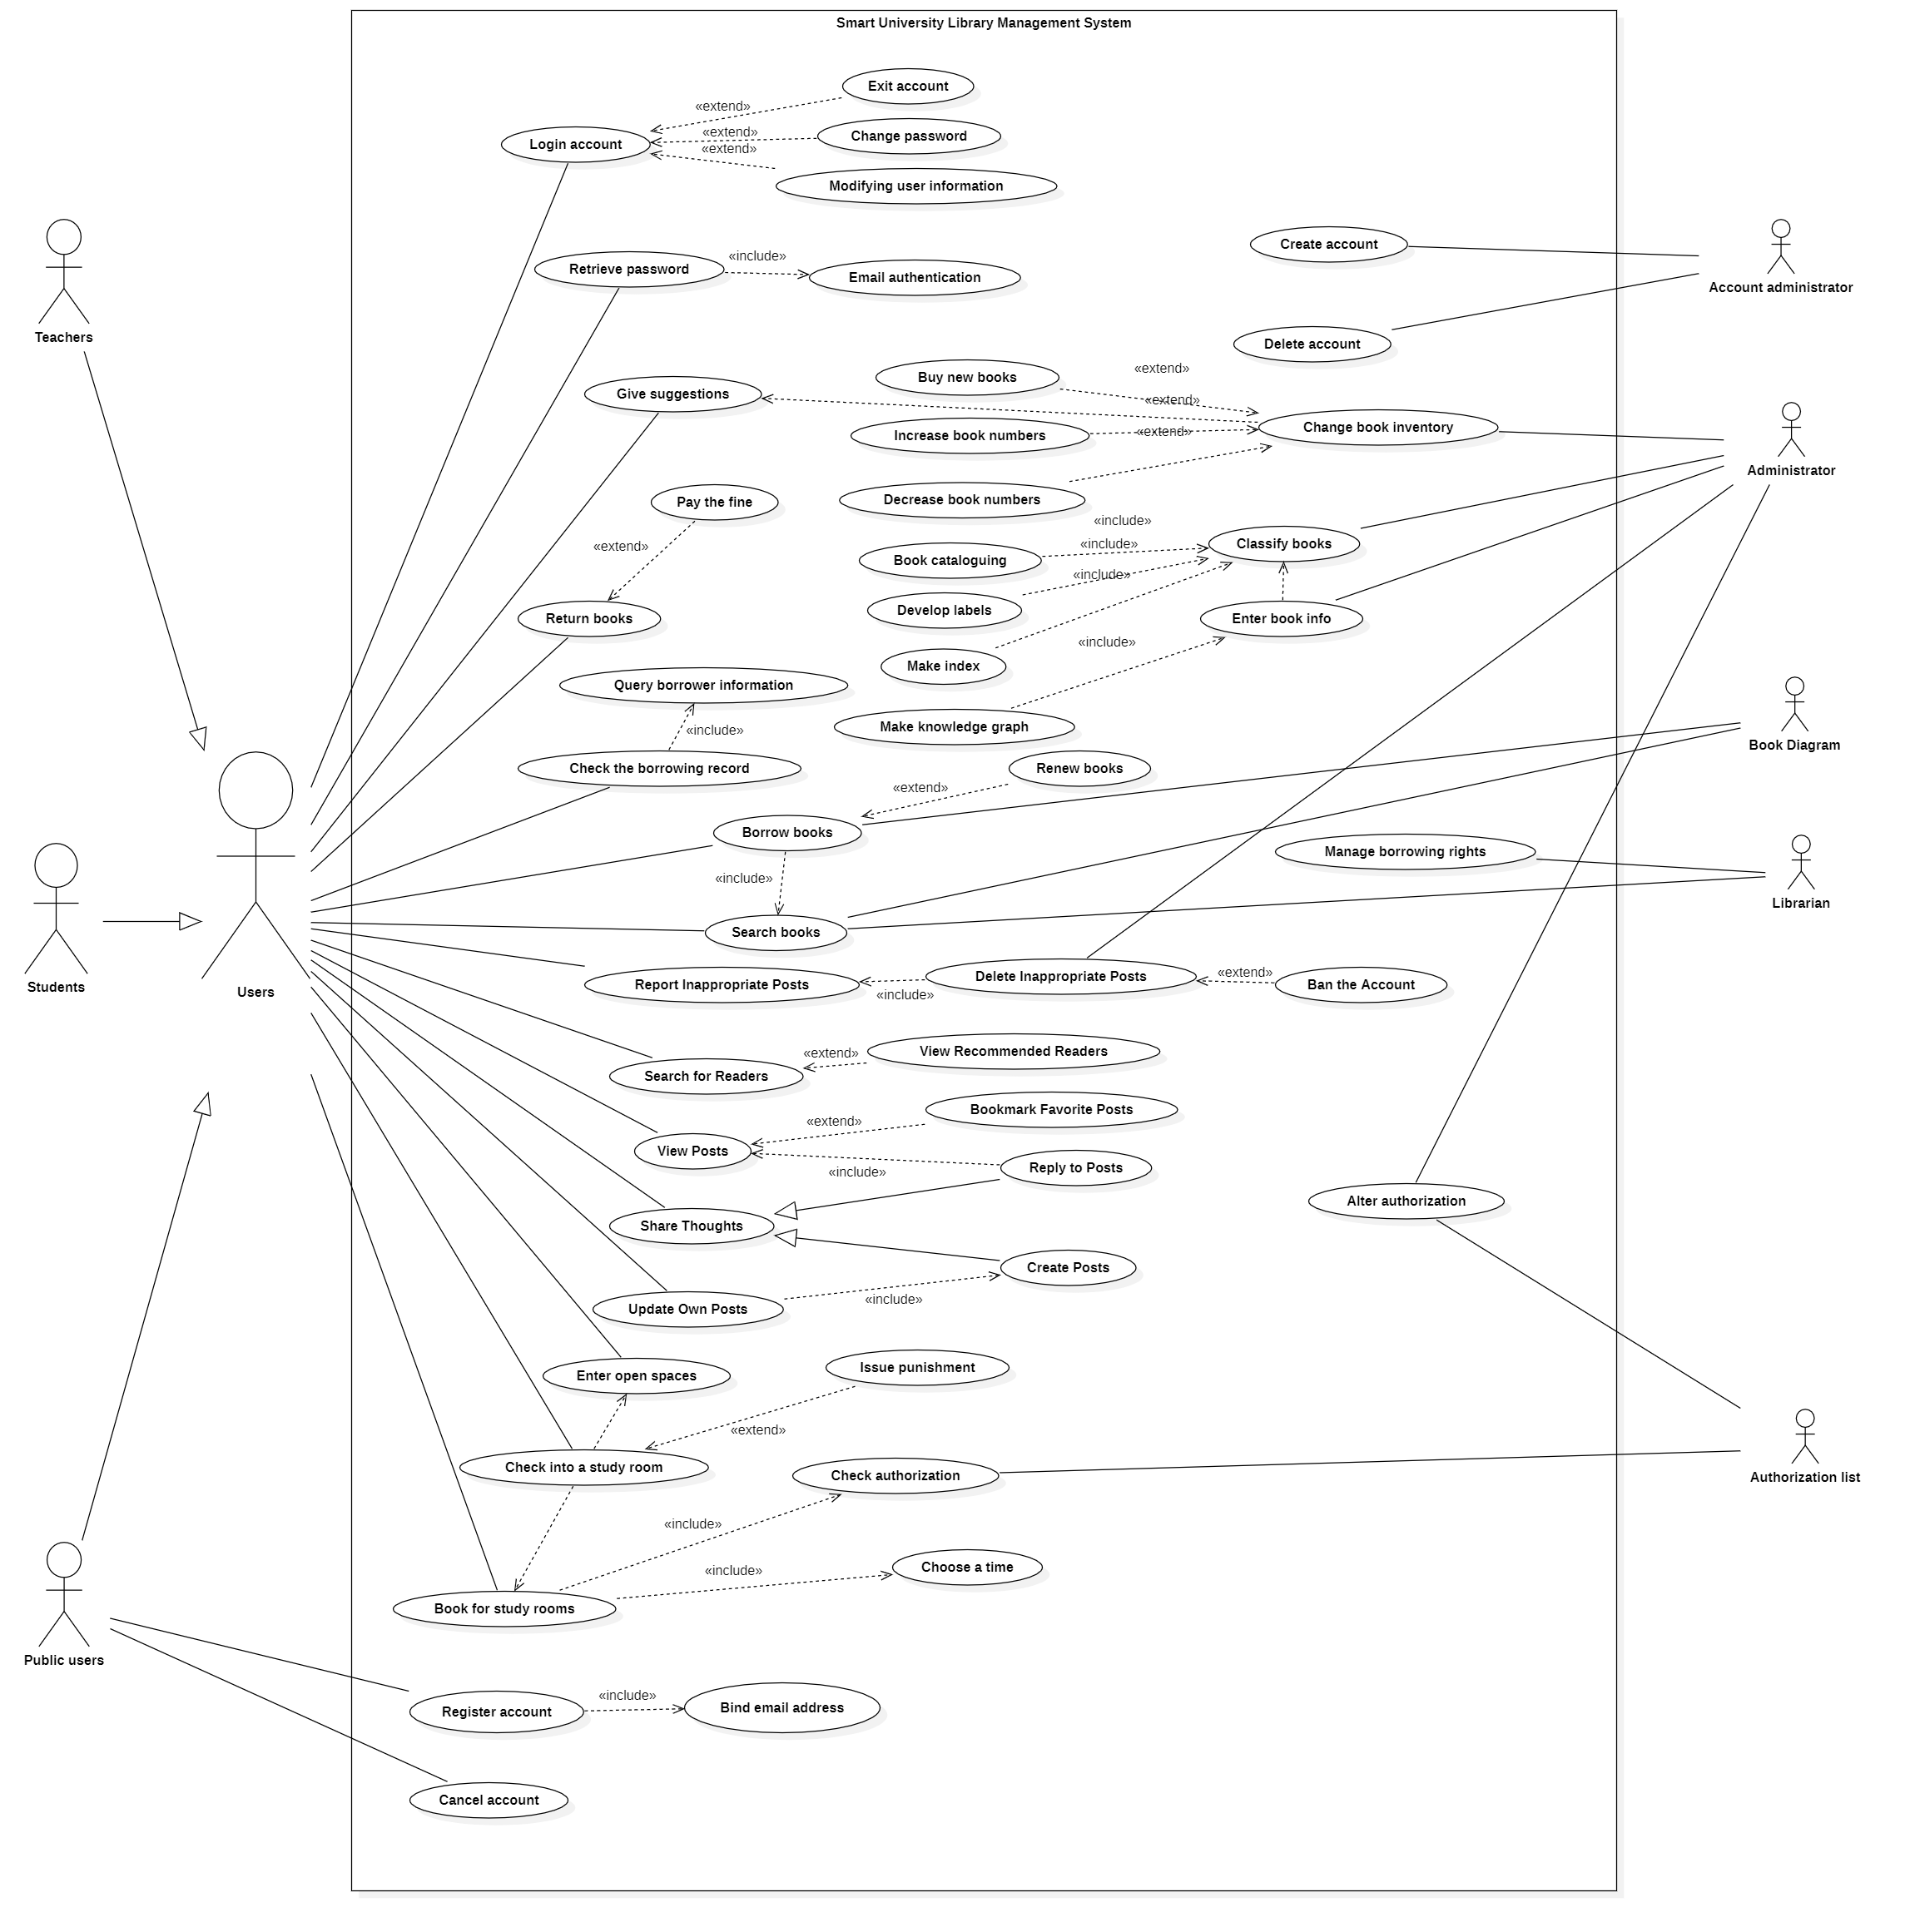 Smart University Library Management System
Exit account
«extend»
Change password
«extend»
Login account
«extend»
Modifying user information
Create account
«include»
Retrieve password
Email authentication
Account administrator
Teachers
Delete account
«extend»
Buy new books
Give suggestions
«extend»
Change book inventory
Increase book numbers
«extend»
Administrator
Decrease book numbers
Pay the fine
«include»
«extend»
«include»
Classify books
Book cataloguing
«include»
Develop labels
Return books
Enter book info
«include»
Make index
Query borrower information
«include»
Make knowledge graph
Book Diagram
Check the borrowing record
Renew books
«extend»
Borrow books
Manage borrowing rights
«include»
Librarian
Search books
«extend»
Report Inappropriate Posts
Delete Inappropriate Posts
Ban the Account
Students
Users
«include»
«extend»
View Recommended Readers
Search for Readers
Bookmark Favorite Posts
«extend»
View Posts
Reply to Posts
«include»
Alter authorization
Share Thoughts
Create Posts
«include»
Update Own Posts
Issue punishment
Enter open spaces
«extend»
Check into a study room
Check authorization
Authorization list
«include»
«include»
Choose a time
Book for study rooms
Public users
«include»
Register account
Bind email address
Cancel account